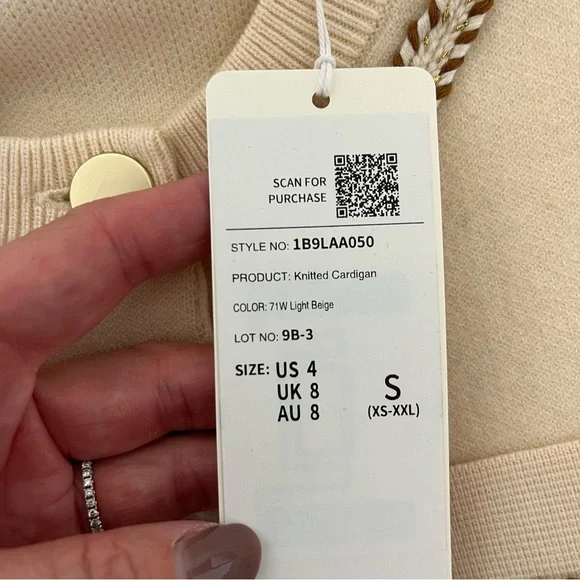 SCAN FOR
PURCHASE
STYLE NO: 1B9LAA050
PRODUCT: Knitted Cardigan
COLOR: 71W Light Beige
LOT NO: 9B-3
SIZE: US 4
UK 8
AU 8
S
(XS-XXL)